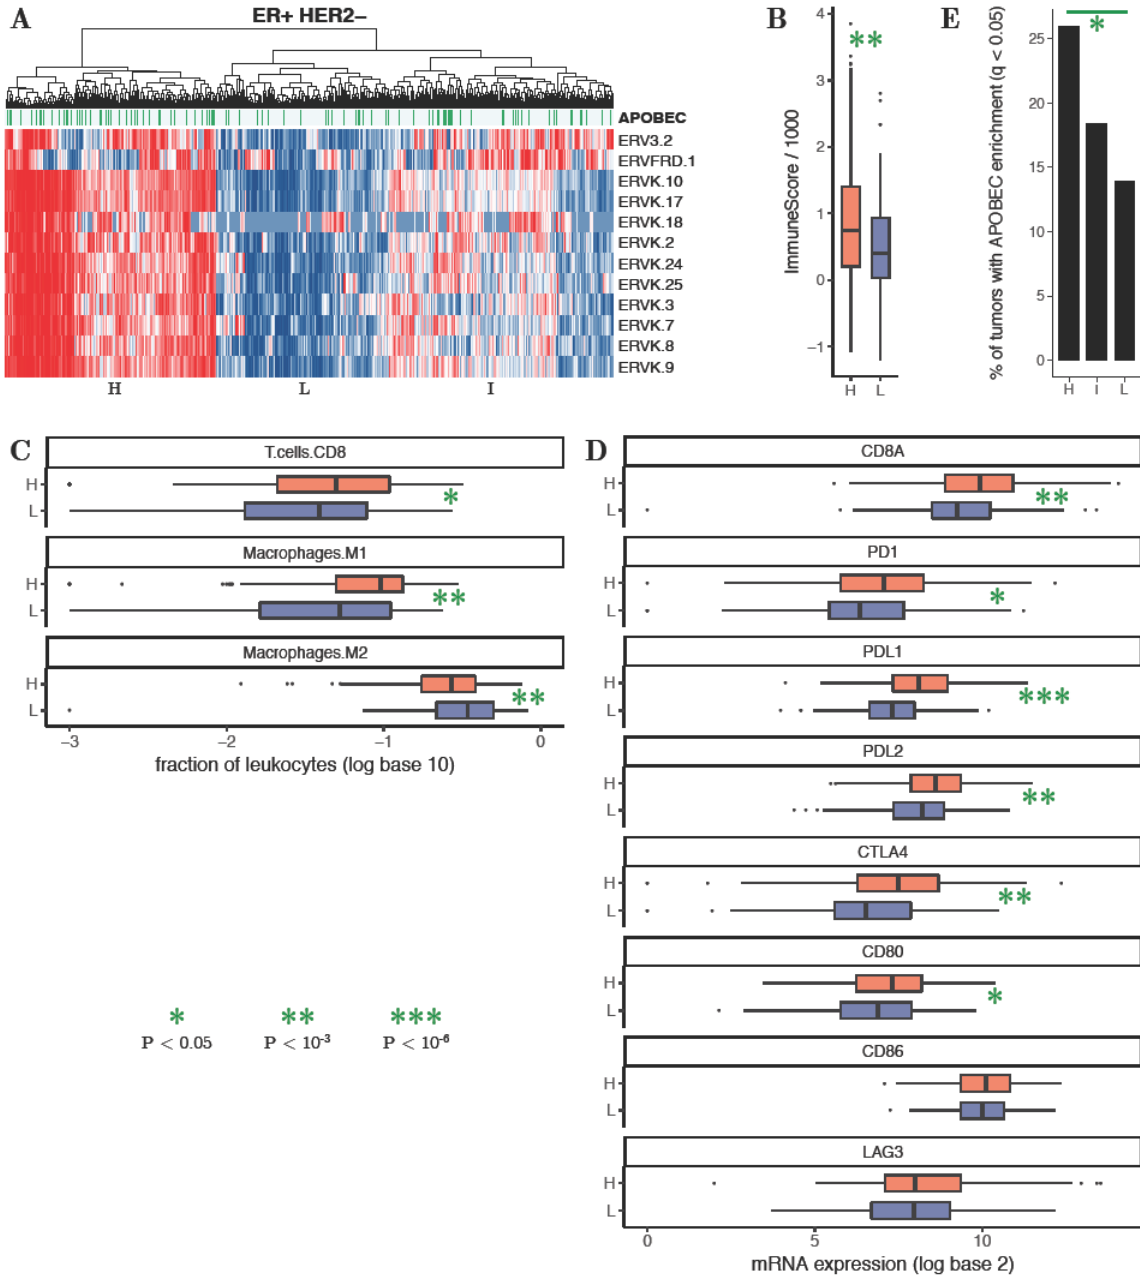 A
ER+ HER2−
APOBEC
ERV3.2
ERVFRD.1
ERVK.10
ERVK.17
ERVK.18
ERVK.2
ERVK.24
ERVK.25
ERVK.3
ERVK.7
ERVK.8
ERVK.9
H L I
B
ImmuneScore / 1000
4
3
2
1
0
−1
**
H L
E
% of tumors with APOBEC enrichment (q < 0.05)
25
20
15
10
5
0
*
H I L
C
T.cells.CD8
H
L
*
Macrophages.M1
H
L
**
Macrophages.M2
H
L
**
−3 −2 −1 0
fraction of leukocytes (log base 10)
* ** ***
P < 0.05 P < 10⁻³ P < 10⁻⁶
D
CD8A
H
L
**
PD1
H
L
*
PDL1
H
L
***
PDL2
H
L
**
CTLA4
H
L
**
CD80
H
L
*
CD86
H
L
LAG3
H
L
0 5 10
mRNA expression (log base 2)